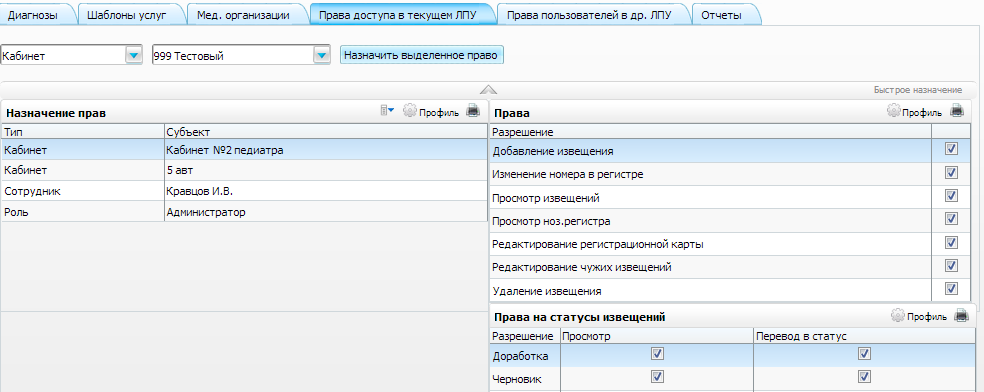 Диагнозы Шаблоны услуг Мед. организации Права доступа в текущем ЛПУ Права пользователей в др. ЛПУ Отчеты
Кабинет 999 Тестовый Назначить выделенное право
Быстрое назначение
Назначение прав Профиль
Тип Субъект
Кабинет Кабинет №2 педиатра
Кабинет 5 авт
Сотрудник Кравцов И.В.
Роль Администратор
Права Профиль
Разрешение
Добавление извещения
Изменение номера в регистре
Просмотр извещений
Просмотр ноз.регистра
Редактирование регистрационной карты
Редактирование чужих извещений
Удаление извещения
Права на статусы извещений Профиль
Разрешение Просмотр Перевод в статус
Доработка
Черновик